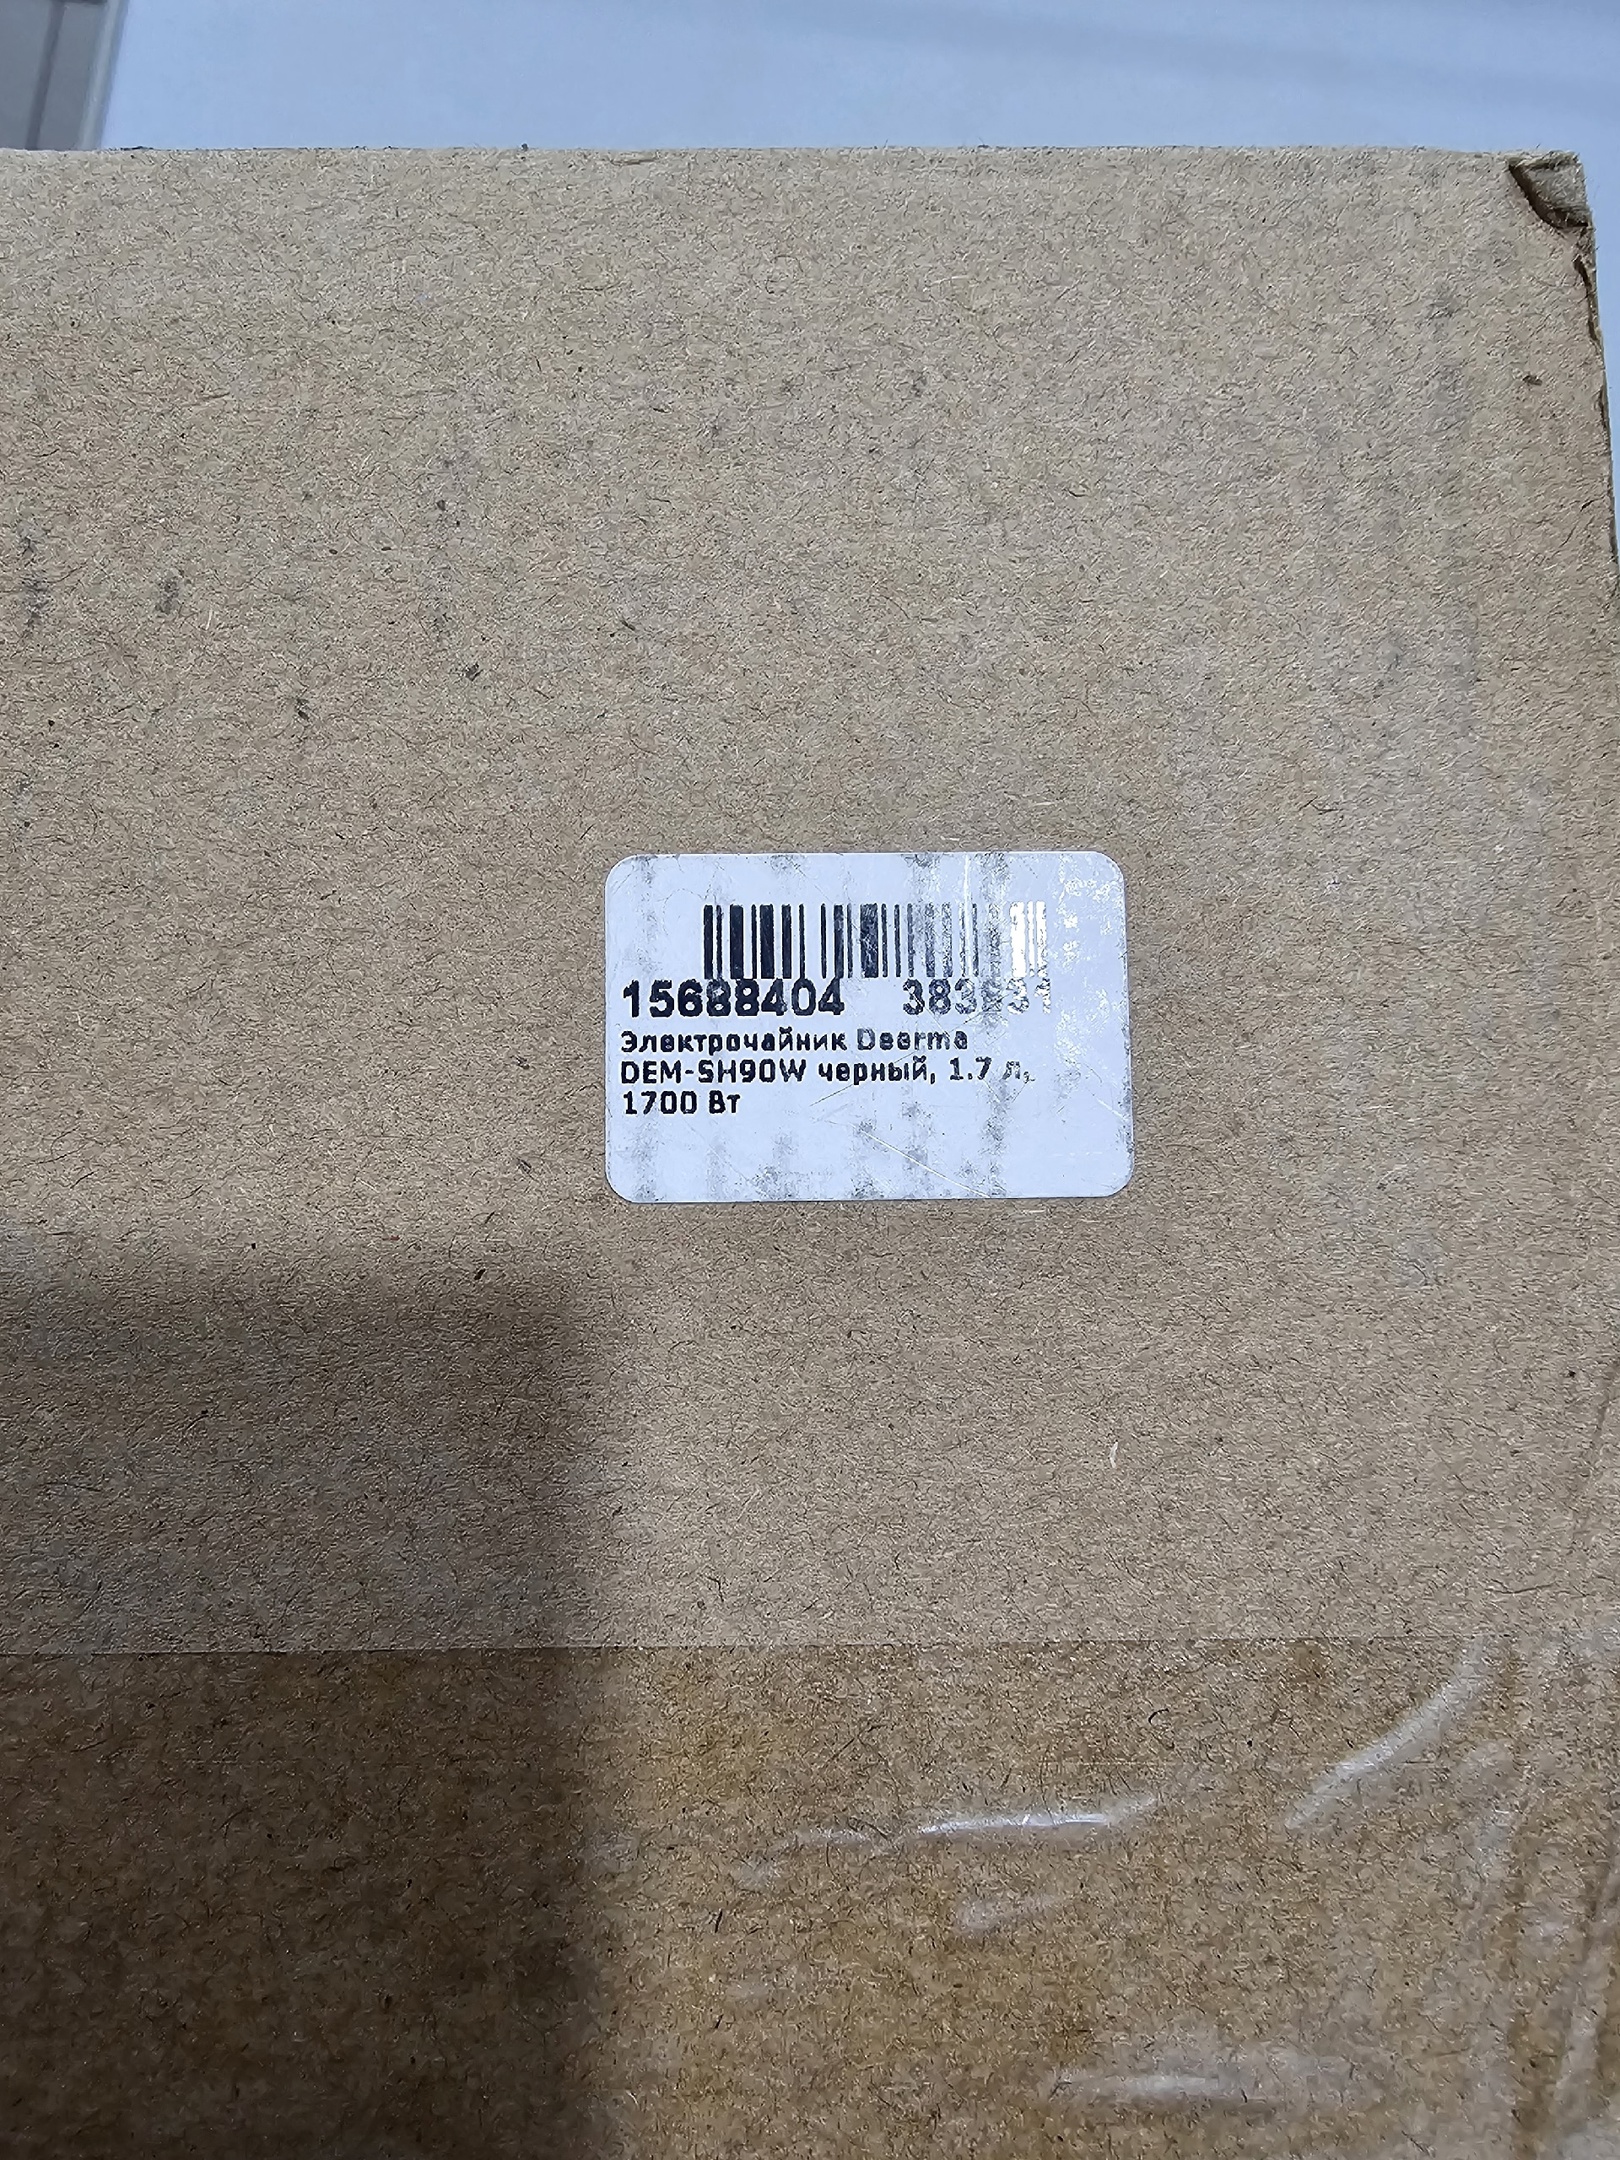 15688404
Электрочайник Deerma
DEM-SH90W черный, 1.7 л,
1700 Вт